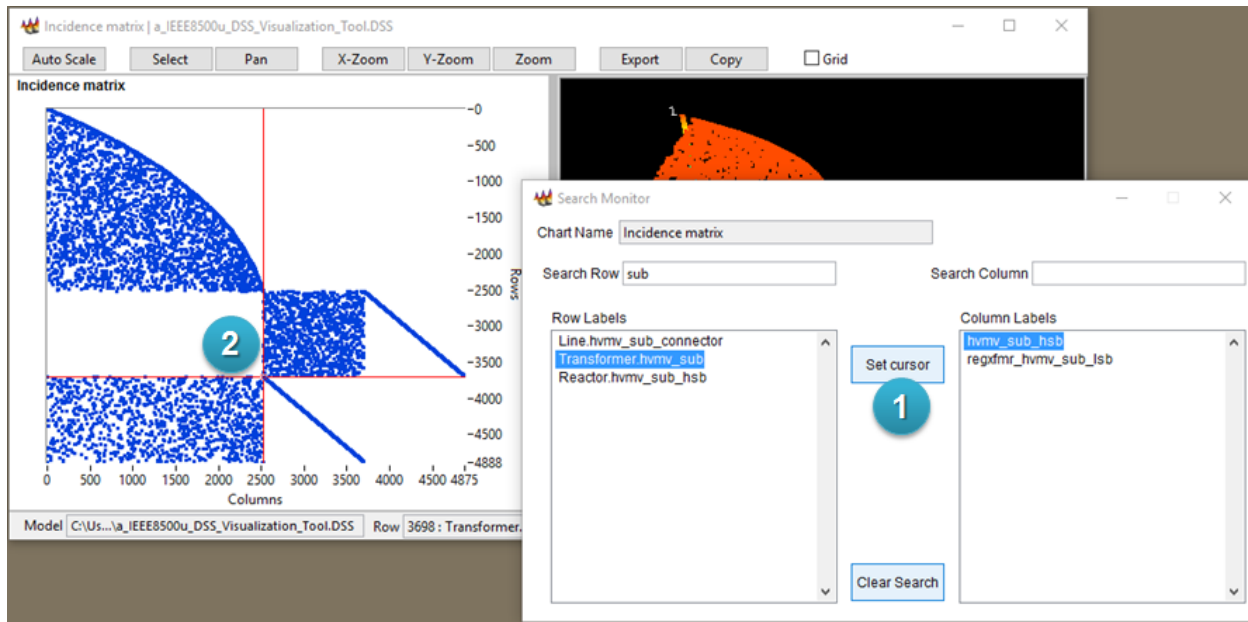 Incidence matrix | a_IEEE8500u_DSS_Visualization_Tool.DSS
Auto Scale Select Pan X-Zoom Y-Zoom Zoom Export Copy Grid
Incidence matrix
0
500
1000
1500
2000
2500
3000
3500
4000
4500
4888
Rows
0 500 1000 1500 2000 2500 3000 3500 4000 4500 4875
Columns
2
Model C:\Us...\a_IEEE8500u_DSS_Visualization_Tool.DSS Row 3698 : Transformer.
1
Search Monitor
Chart Name Incidence matrix
Search Row sub Search Column
Row Labels
Line.hvmv_sub_connector
Transformer.hvmv_sub
Reactor.hvmv_sub_hsb
Set cursor
1
Clear Search
Column Labels
hvmv_sub_hsb
regxfmr_hvmv_sub_lsb